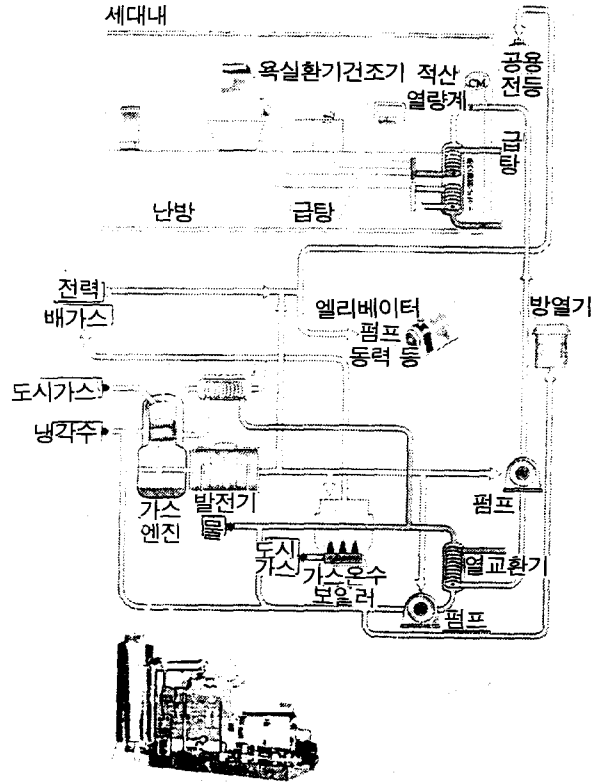 세대내
공용
전등
욕실환기건조기
적산
열량계
CM
급
탕
난방
급탕
전력
배가스
엘리베이터
펌프
동력 등
방열기
도시가스
냉각수
가스
엔진
발전기
물
펌프
도시
가스
가스온수
보일러
열교환기
펌프